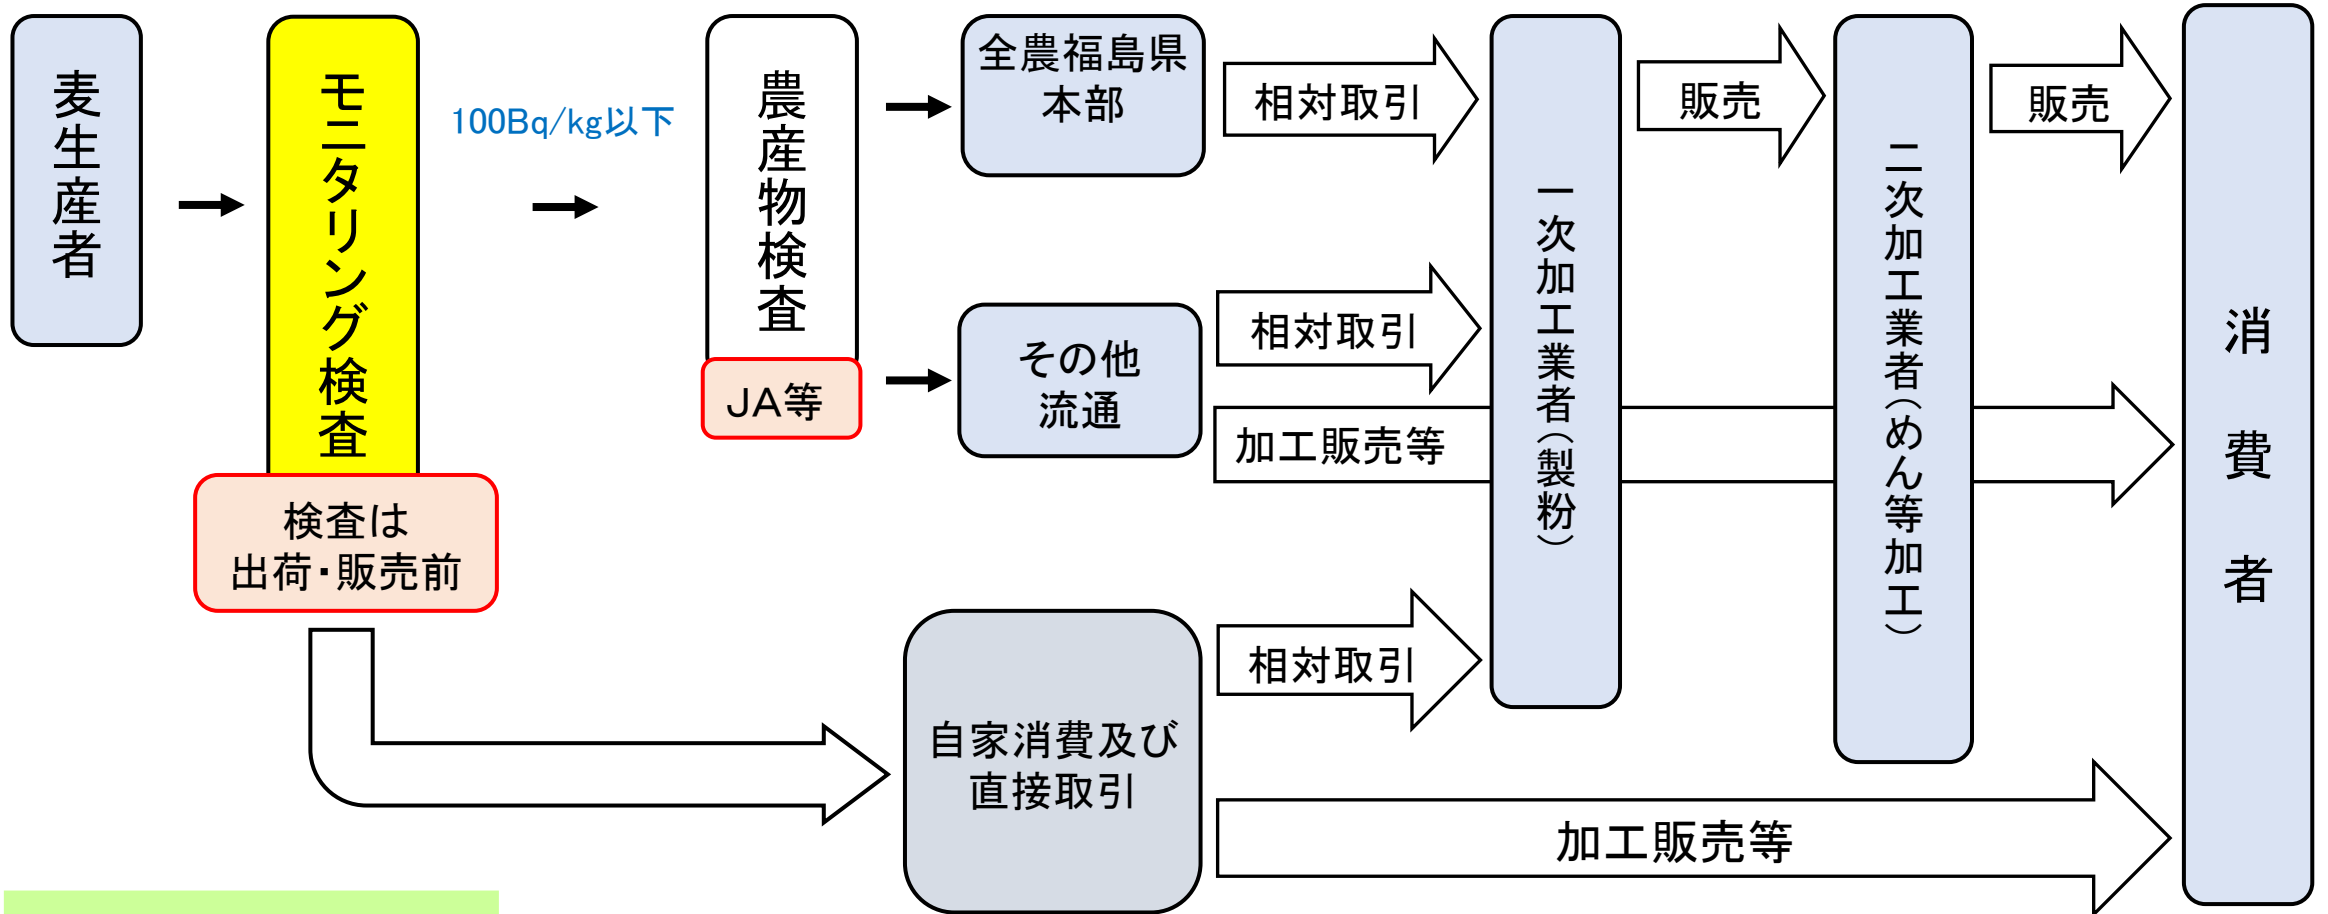 麦生産者
モニタリング検査
検査は
出荷・販売前
100Bq/kg以下
農産物検査
JA等
全農福島県
本部
その他
流通
自家消費及び
直接取引
相対取引
相対取引
加工販売等
相対取引
加工販売等
一次加工業者（製粉）
販売
二次加工業者（めん等加工）
販売
消費者